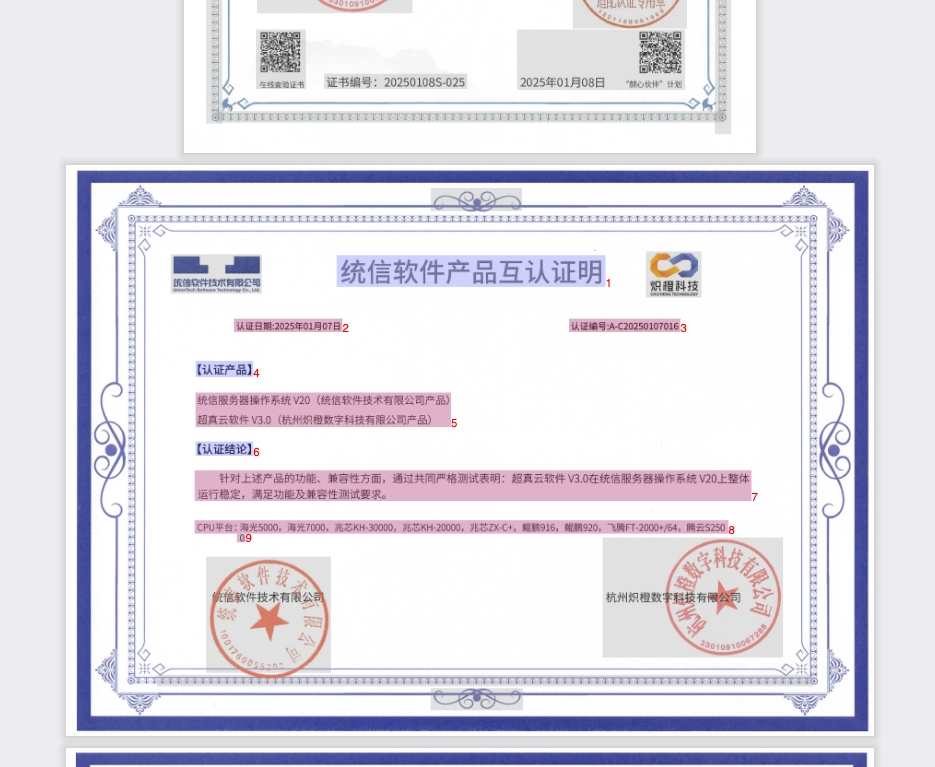 适配认证专用章
在线查验证书
证书编号：20250108S-025
2025年01月08日
“麒心伙伴”计划
统信软件技术有限公司
UnionTech Software Technology Co., Ltd.
统信软件产品互认证明
1
炽橙科技
CHICHENG TECHNOLOGY
认证日期:2025年01月07日
2
认证编号:A-C20250107016
3
【认证产品】
4
统信服务器操作系统 V20（统信软件技术有限公司产品）
超真云软件 V3.0（杭州炽橙数字科技有限公司产品）
5
【认证结论】
6
针对上述产品的功能、兼容性方面，通过共同严格测试表明：超真云软件 V3.0在统信服务器操作系统 V20上整体
运行稳定，满足功能及兼容性测试要求。
7
CPU平台：海光5000，海光7000，兆芯KH-30000，兆芯KH-20000，兆芯ZX-C+，鲲鹏916，鲲鹏920，飞腾FT-2000+/64，腾云S250
8
0
9
统信软件技术有限公司
统信软件技术有限公司
杭州炽橙数字科技有限公司
杭州炽橙数字科技有限公司